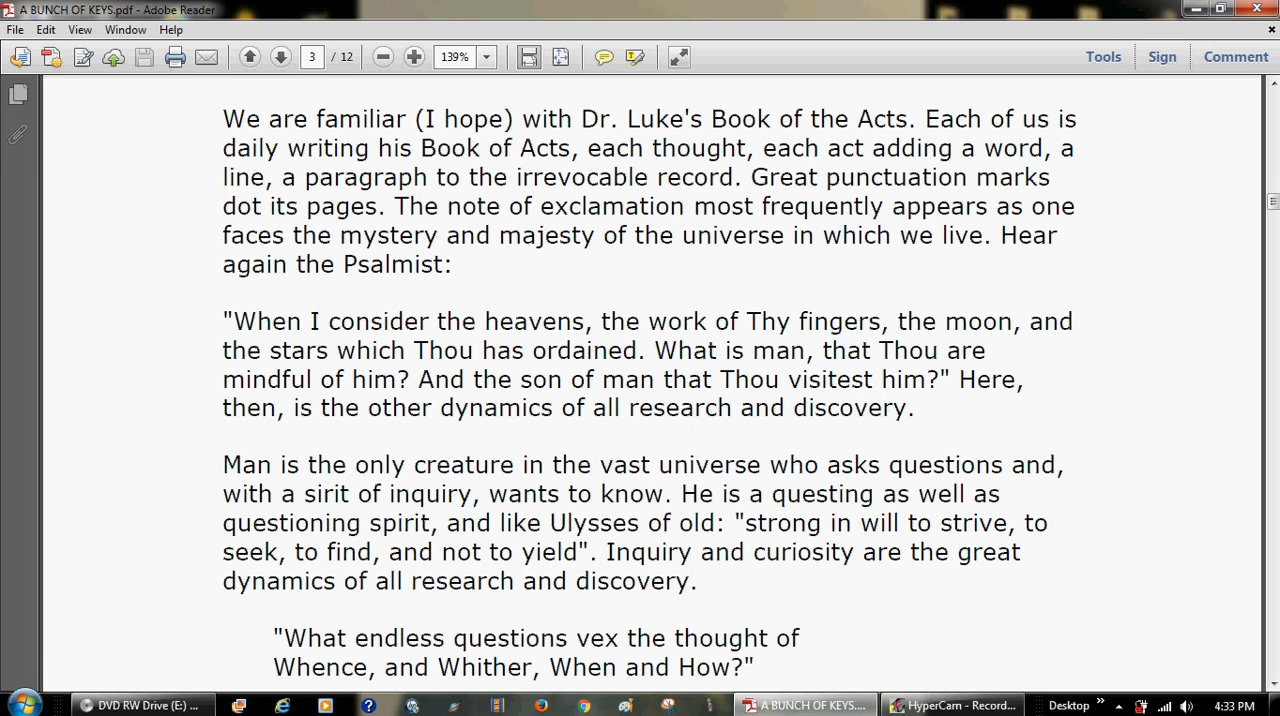 A BUNCH OF KEYS.pdf - Adobe Reader
File Edit View Window Help
3 / 12 139% Tools Sign Comment
We are familiar (I hope) with Dr. Luke's Book of the Acts. Each of us is
daily writing his Book of Acts, each thought, each act adding a word, a
line, a paragraph to the irrevocable record. Great punctuation marks
dot its pages. The note of exclamation most frequently appears as one
faces the mystery and majesty of the universe in which we live. Hear
again the Psalmist:
"When I consider the heavens, the work of Thy fingers, the moon, and
the stars which Thou has ordained. What is man, that Thou are
mindful of him? And the son of man that Thou visitest him?" Here,
then, is the other dynamics of all research and discovery.
Man is the only creature in the vast universe who asks questions and,
with a sirit of inquiry, wants to know. He is a questing as well as
questioning spirit, and like Ulysses of old: "strong in will to strive, to
seek, to find, and not to yield". Inquiry and curiosity are the great
dynamics of all research and discovery.
"What endless questions vex the thought of
Whence, and Whither, When and How?"
DVD RW Drive (E:) ... A BUNCH OF KEYS.... HyperCam - Record... Desktop 4:33 PM